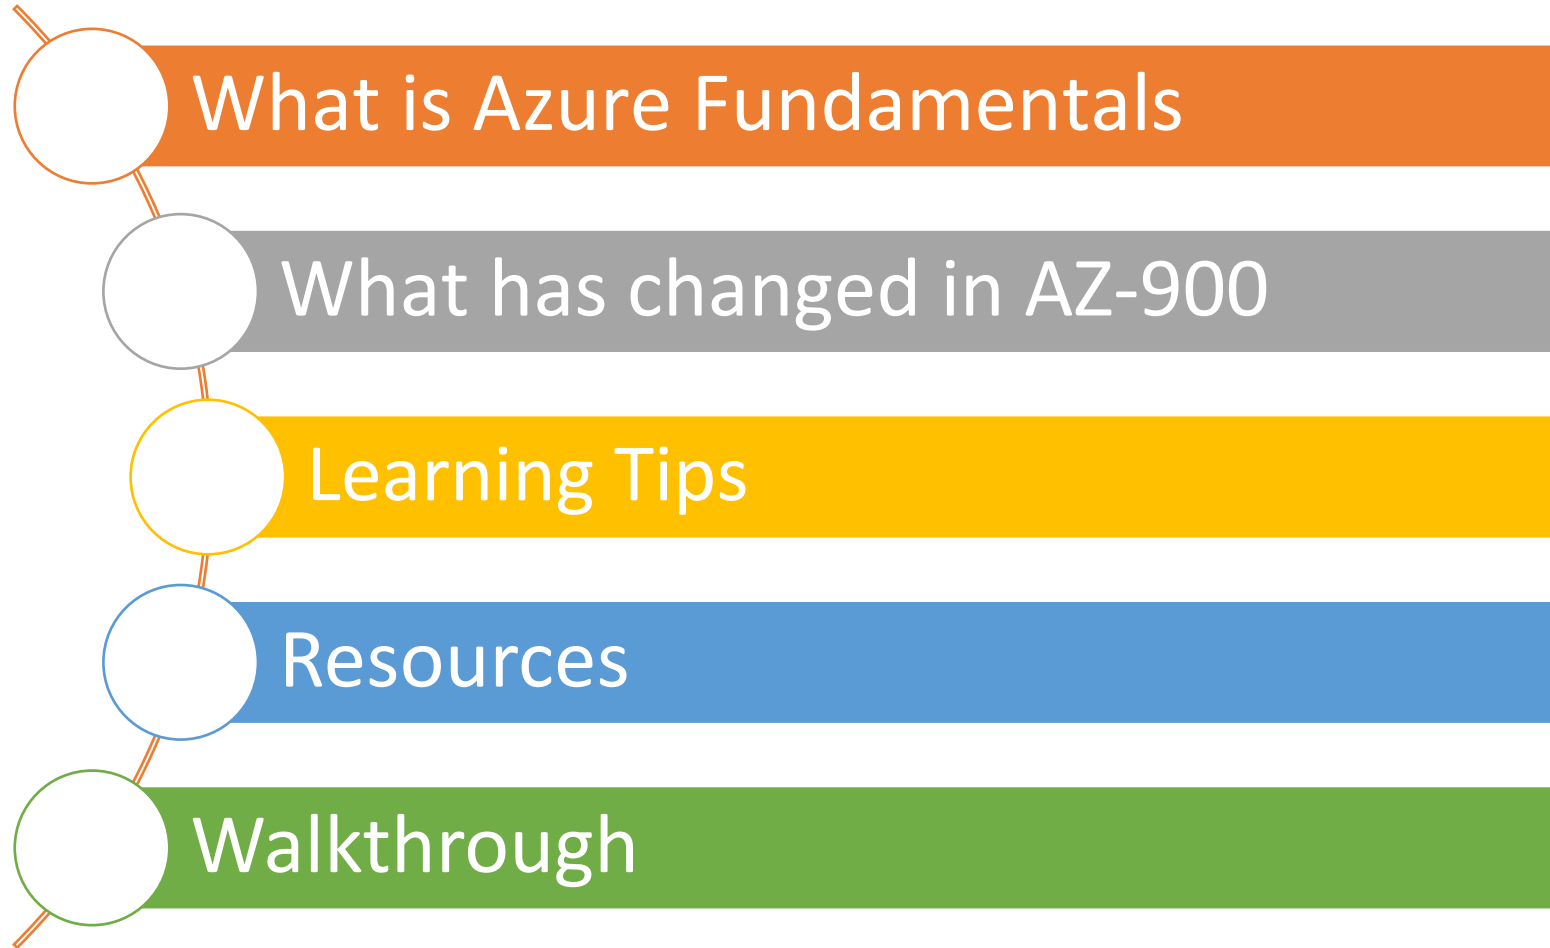 What is Azure Fundamentals
What has changed in AZ-900
Learning Tips
Resources
Walkthrough